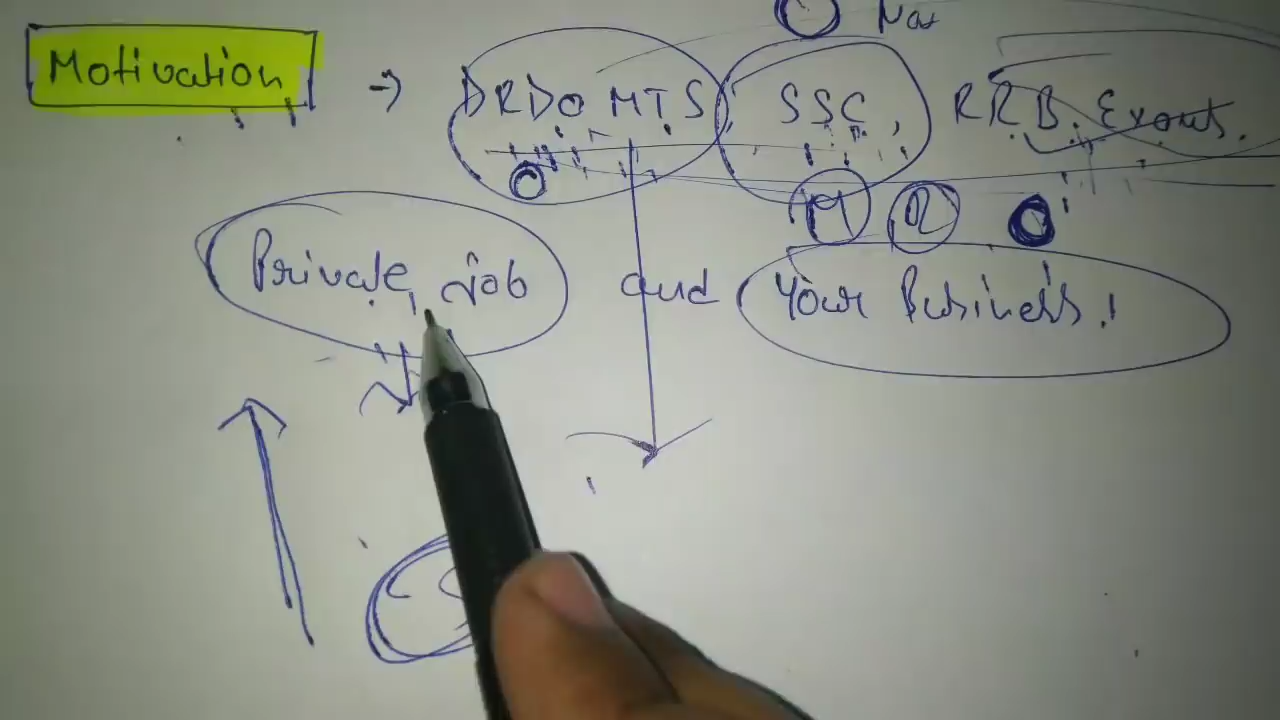 Motivation → DRDO MTS, SSC, RRB. Exams.
Private job and Your Business.